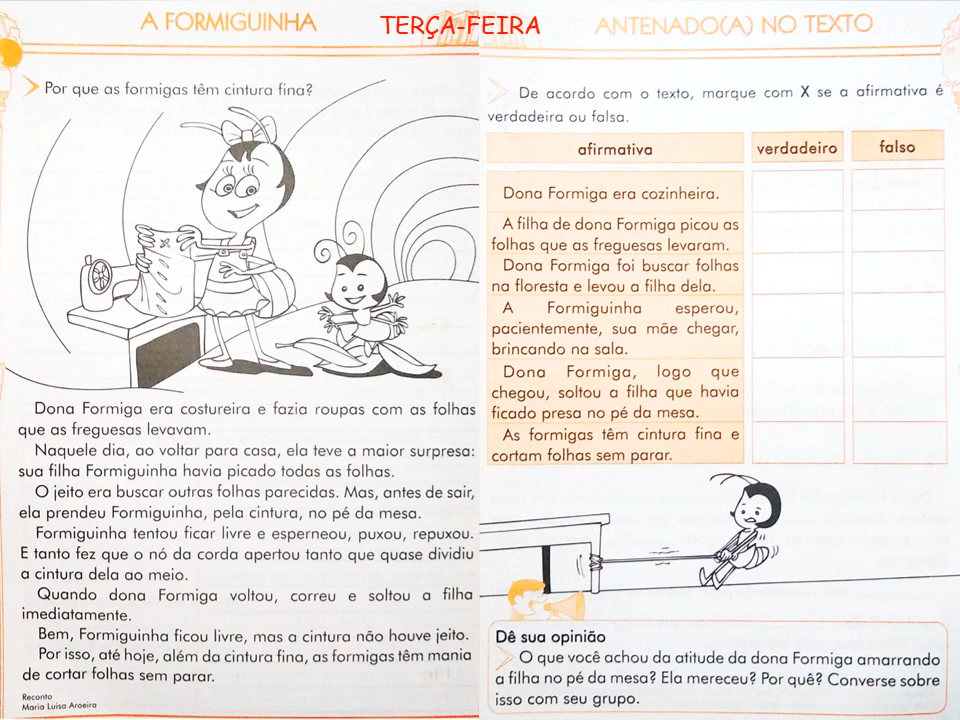 A FORMIGUINHA
TERÇA-FEIRA
Por que as formigas têm cintura fina?
Dona Formiga era costureira e fazia roupas com as folhas
que as freguesas levavam.
Naquele dia, ao voltar para casa, ela teve a maior surpresa:
sua filha Formiguinha havia picado todas as folhas.
O jeito era buscar outras folhas parecidas. Mas, antes de sair,
ela prendeu Formiguinha, pela cintura, no pé da mesa.
Formiguinha tentou ficar livre e esperneou, puxou, repuxou.
E tanto fez que o nó da corda apertou tanto que quase dividiu
a cintura dela ao meio.
Quando dona Formiga voltou, correu e soltou a filha
imediatamente.
Bem, Formiguinha ficou livre, mas a cintura não houve jeito.
Por isso, até hoje, além da cintura fina, as formigas têm mania
de cortar folhas sem parar.
Reconto
Maria Luisa Aroeira
ANTENADO(A) NO TEXTO
De acordo com o texto, marque com X se a afirmativa é
verdadeira ou falsa.
afirmativa verdadeiro falso
Dona Formiga era cozinheira.
A filha de dona Formiga picou as
folhas que as freguesas levaram.
Dona Formiga foi buscar folhas
na floresta e levou a filha dela.
A Formiguinha esperou,
pacientemente, sua mãe chegar,
brincando na sala.
Dona Formiga, logo que
chegou, soltou a filha que havia
ficado presa no pé da mesa.
As formigas têm cintura fina e
cortam folhas sem parar.
Dê sua opinião
O que você achou da atitude da dona Formiga amarrando
a filha no pé da mesa? Ela mereceu? Por quê? Converse sobre
isso com seu grupo.